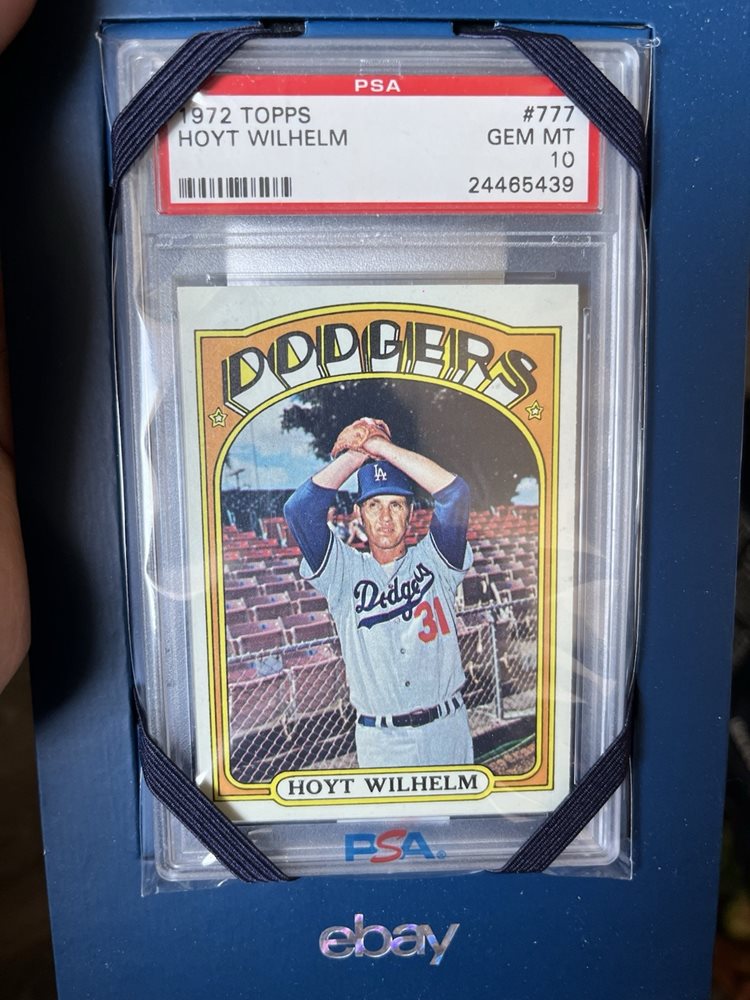 PSA
1972 TOPPS #777
HOYT WILHELM GEM MT
10
24465439
DODGERS
LA
Dodgers
31
HOYT WILHELM
PSA®
ebay